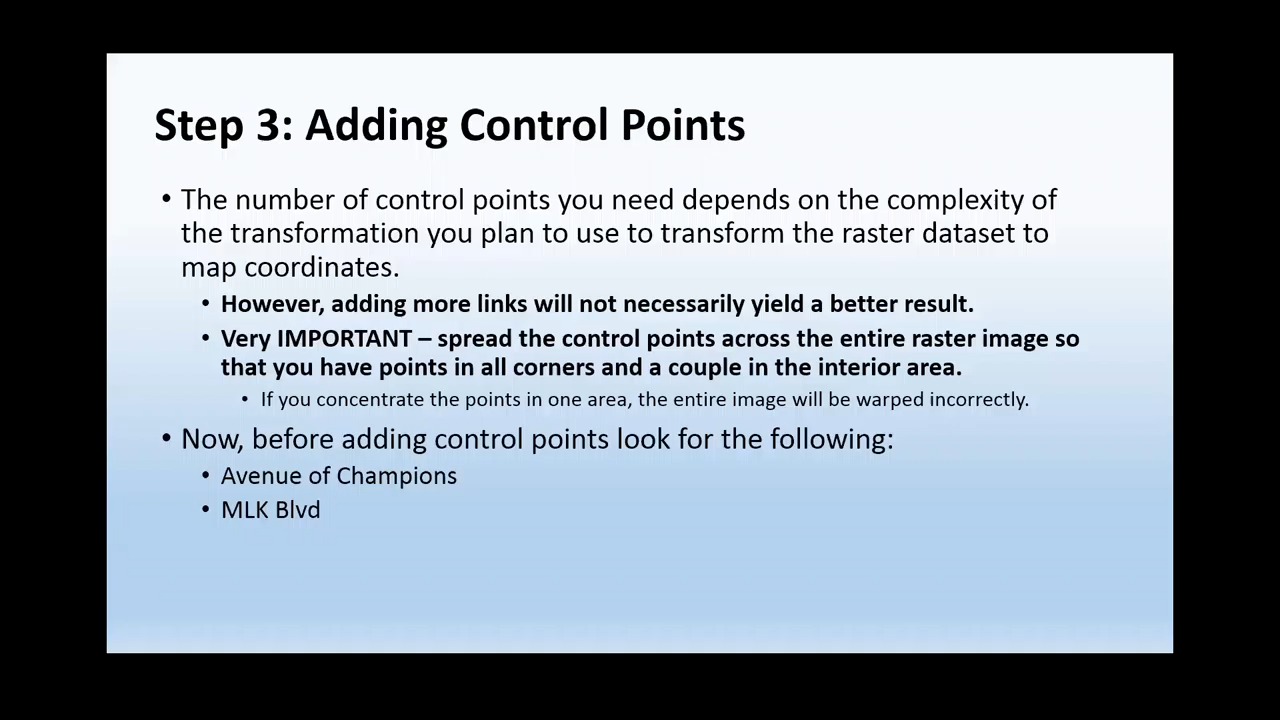 Step 3: Adding Control Points
• The number of control points you need depends on the complexity of
the transformation you plan to use to transform the raster dataset to
map coordinates.
• However, adding more links will not necessarily yield a better result.
• Very IMPORTANT – spread the control points across the entire raster image so
that you have points in all corners and a couple in the interior area.
• If you concentrate the points in one area, the entire image will be warped incorrectly.
• Now, before adding control points look for the following:
• Avenue of Champions
• MLK Blvd